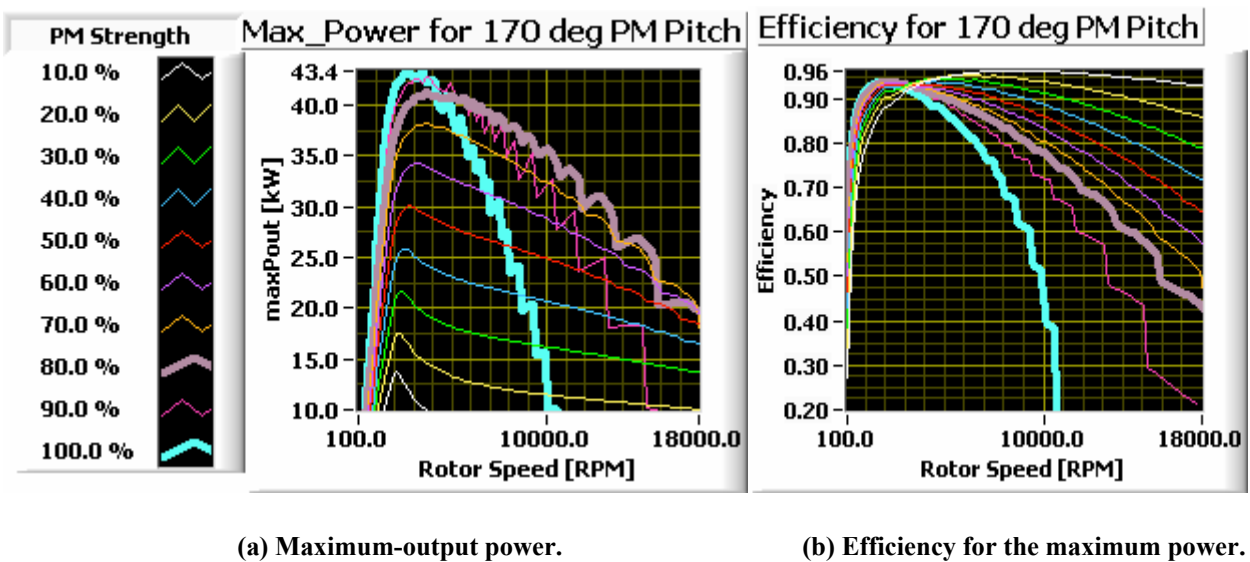 PM Strength
10.0 %
20.0 %
30.0 %
40.0 %
50.0 %
60.0 %
70.0 %
80.0 %
90.0 %
100.0 %
Max_Power for 170 deg PM Pitch
maxPout [kW]
43.4
40.0
35.0
30.0
25.0
20.0
15.0
10.0
100.0 10000.0 18000.0
Rotor Speed [RPM]
Efficiency for 170 deg PM Pitch
Efficiency
0.96
0.90
0.80
0.70
0.60
0.50
0.40
0.30
0.20
100.0 10000.0 18000.0
Rotor Speed [RPM]
(a) Maximum-output power.
(b) Efficiency for the maximum power.